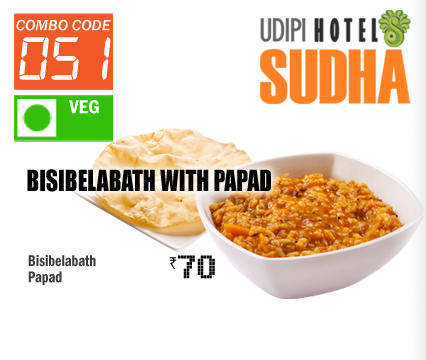 COMBO CODE
051
VEG
UDIPI HOTEL
SUDHA
BISIBELABATH WITH PAPAD
Bisibelabath
Papad
₹70